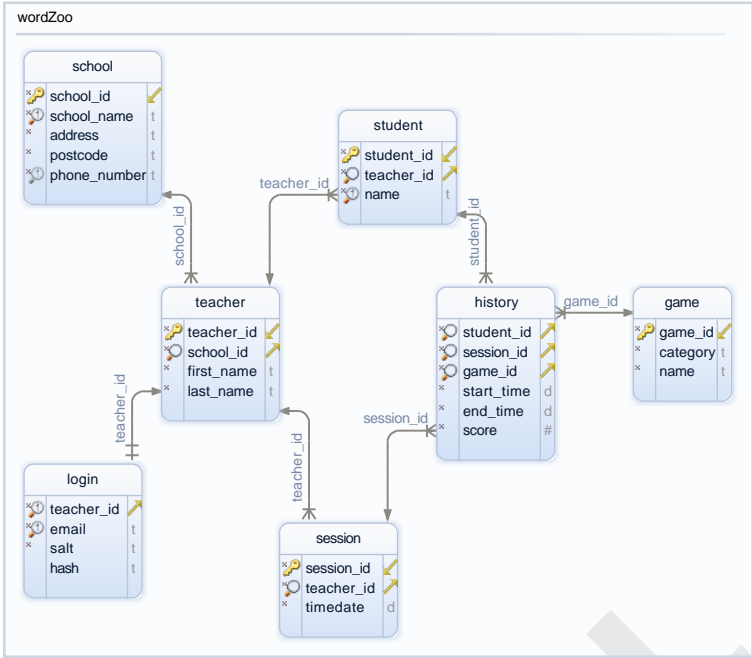 wordZoo
school
school_id
school_name t
address t
postcode t
phone_number t
student
student_id
teacher_id
name t
teacher_id
school_id
student_id
teacher
teacher_id
school_id
first_name t
last_name t
history
student_id
session_id
game_id
start_time d
end_time d
score #
game_id
game
game_id
category t
name t
teacher_id
session_id
teacher_id
login
teacher_id
email t
salt t
hash t
session
session_id
teacher_id
timedate d